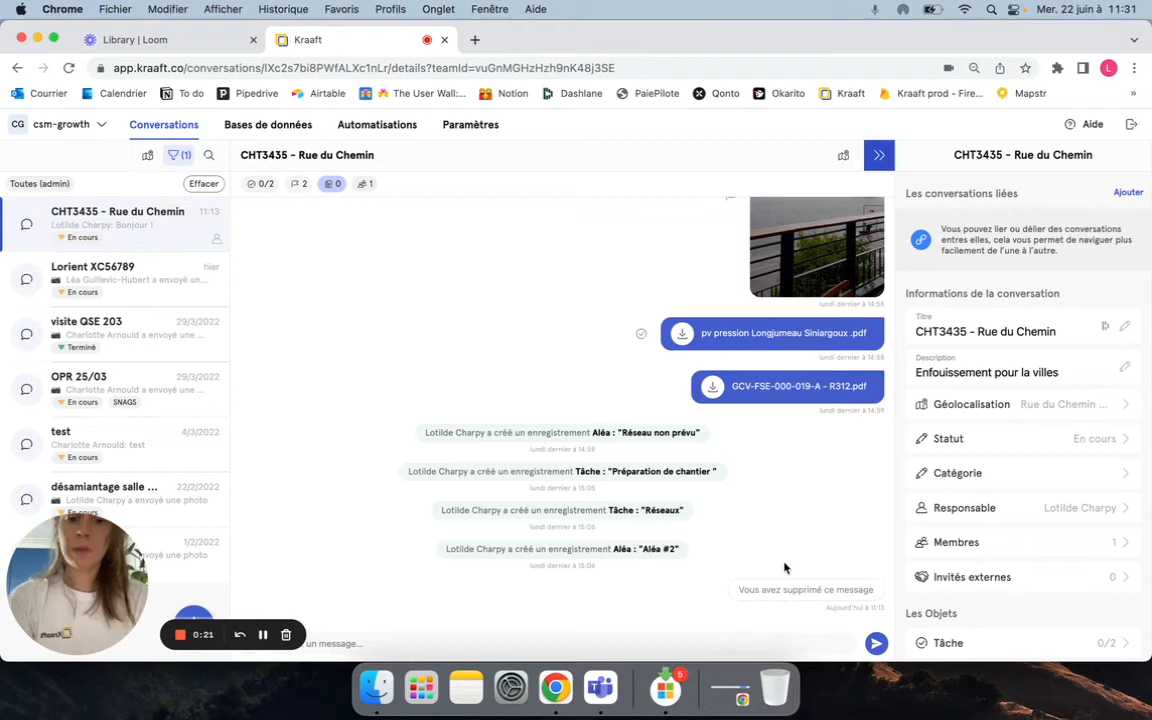 Chrome Fichier Modifier Afficher Historique Favoris Profils Onglet Fenêtre Aide Mer. 22 juin à 11:31
Library | Loom
Kraaft
app.kraaft.co/conversations/lXc2s7bi8PWfALXc1nLr/details?teamId=vuGnMGHzHzh9nK48j3SE
L
Courrier Calendrier To do Pipedrive Airtable The User Wall:... Notion Dashlane PaiePilote Qonto Okarito Kraaft Kraaft prod - Fire... Mapstr »
CG csm-growth Conversations Bases de données Automatisations Paramètres Aide
(1)
Toutes (admin) Effacer
CHT3435 - Rue du Chemin 11:13
Lotilde Charpy: Bonjour !
En cours
Lorient XC56789 hier
Léa Guillevic-Hubert a envoyé un...
En cours
visite QSE 203 29/3/2022
Charlotte Arnould a envoyé une ...
Terminé
OPR 25/03 29/3/2022
Charlotte Arnould a envoyé une ...
En cours SNAGS
test 4/3/2022
Charlotte Arnould: test
En cours
désamiantage salle ... 22/2/2022
Lotilde Charpy a envoyé une photo
En cours
1/2/2022
envoyé une photo
0:21
CHT3435 - Rue du Chemin
0/2 2 0 1
lundi dernier à 14:58
pv pression Longjumeau Siniargoux .pdf
lundi dernier à 14:58
GCV-FSE-000-019-A - R312.pdf
lundi dernier à 14:59
Lotilde Charpy a créé un enregistrement Aléa : "Réseau non prévu"
lundi dernier à 14:59
Lotilde Charpy a créé un enregistrement Tâche : "Préparation de chantier "
lundi dernier à 15:05
Lotilde Charpy a créé un enregistrement Tâche : "Réseaux"
lundi dernier à 15:06
Lotilde Charpy a créé un enregistrement Aléa : "Aléa #2"
lundi dernier à 15:06
Vous avez supprimé ce message
Aujourd'hui à 11:13
un message...
CHT3435 - Rue du Chemin
Les conversations liées Ajouter
Vous pouvez lier ou délier des conversations
entres elles, cela vous permet de naviguer plus
facilement de l'une à l'autre.
Informations de la conversation
Titre
CHT3435 - Rue du Chemin
Description
Enfouissement pour la villes
Géolocalisation Rue du Chemin ...
Statut En cours
Catégorie
Responsable Lotilde Charpy
Membres 1
Invités externes 0
Les Objets
Tâche 0/2
5